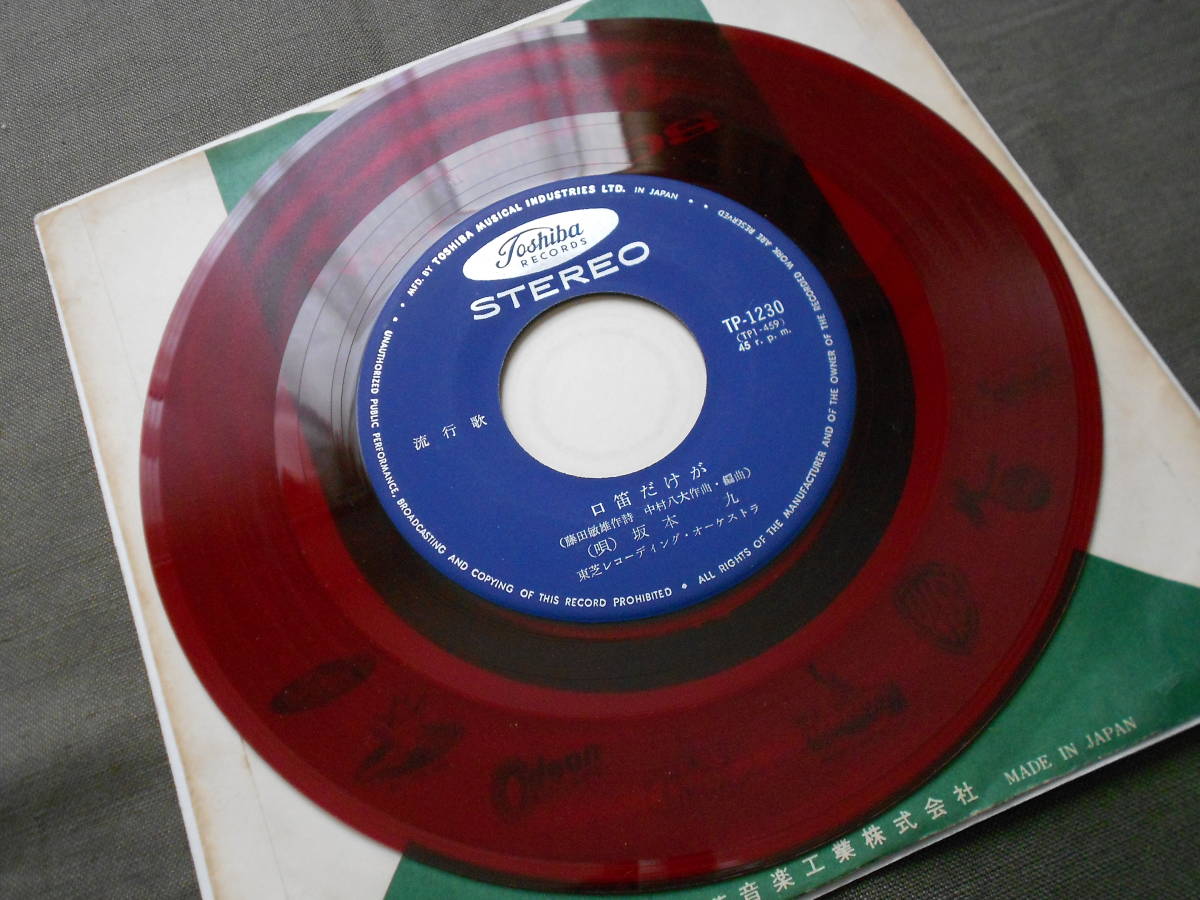 MFD. BY TOSHIBA MUSICAL INDUSTRIES LTD. IN JAPAN
Toshiba
RECORDS
STEREO
TP-1230
(TP1-459)
45 r. p. m.
流行歌
口笛だけが
(藤田敏雄作詩 中村八大作曲・編曲)
(唄) 坂本 九
東芝レコーディング・オーケストラ
UNAUTHORIZED PUBLIC PERFORMANCE, BROADCASTING AND COPYING OF THIS RECORD PROHIBITED • ALL RIGHTS OF THE MANUFACTURER AND OF THE OWNER OF THE RECORDED WORK ARE RESERVED
Odeon
音楽工業株式会社 MADE IN JAPAN